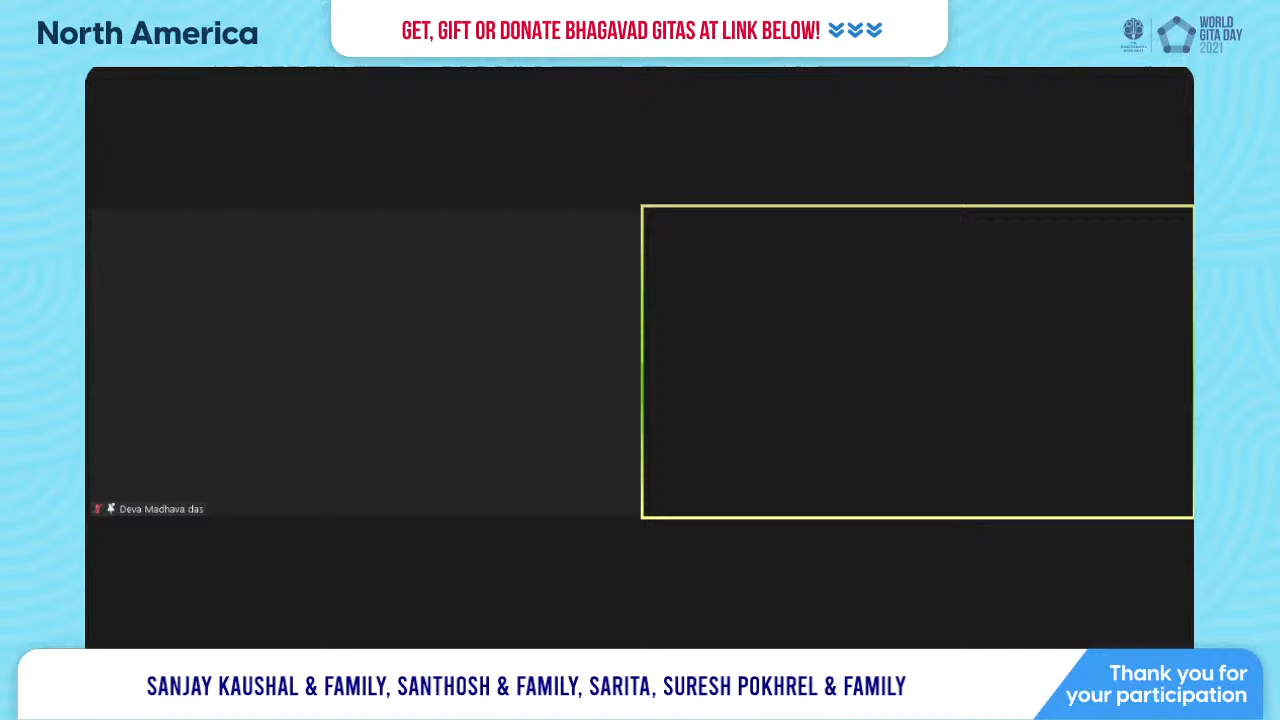 North America
GET, GIFT OR DONATE BHAGAVAD GITAS AT LINK BELOW!
WORLD
GITA DAY
2021
Deva Madhava das
SANJAY KAUSHAL & FAMILY, SANTHOSH & FAMILY, SARITA, SURESH POKHREL & FAMILY
Thank you for
your participation